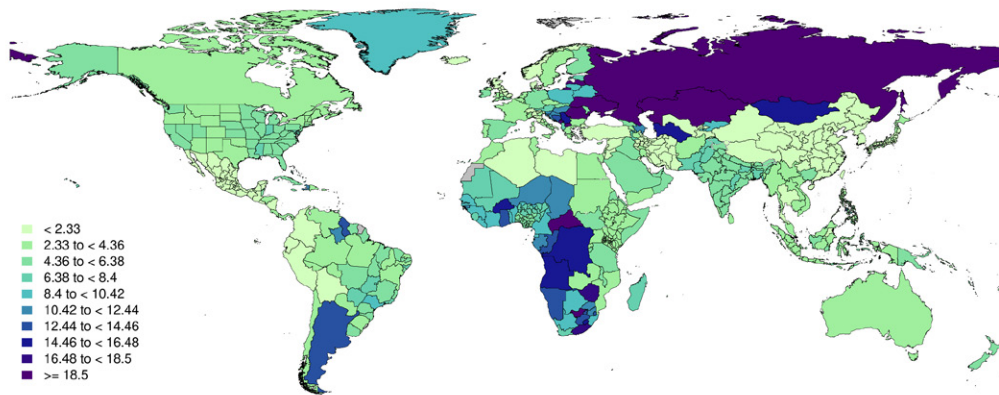 < 2.33
2.33 to < 4.36
4.36 to < 6.38
6.38 to < 8.4
8.4 to < 10.42
10.42 to < 12.44
12.44 to < 14.46
14.46 to < 16.48
16.48 to < 18.5
>= 18.5